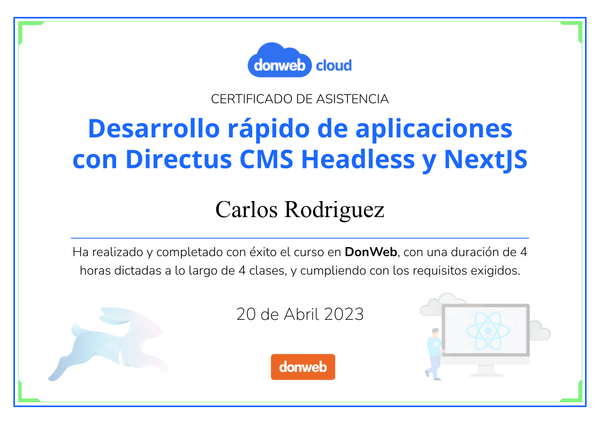 donweb cloud
CERTIFICADO DE ASISTENCIA
Desarrollo rápido de aplicaciones
con Directus CMS Headless y NextJS
Carlos Rodriguez
Ha realizado y completado con éxito el curso en DonWeb, con una duración de 4
horas dictadas a lo largo de 4 clases, y cumpliendo con los requisitos exigidos.
20 de Abril 2023
donweb